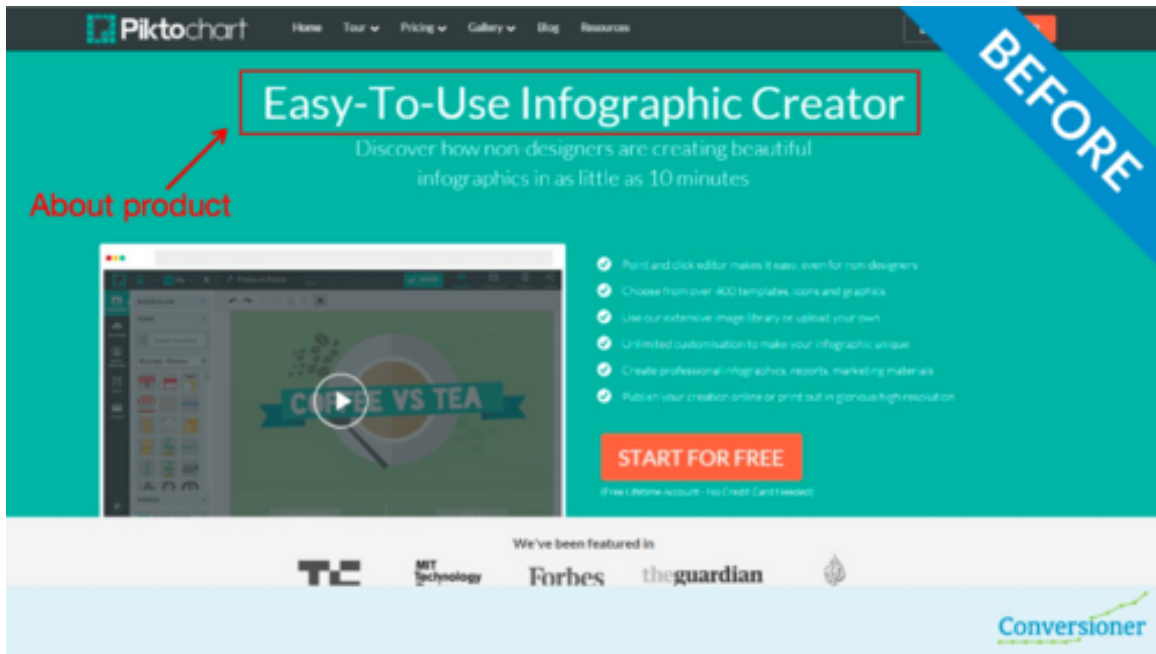 Piktochart Home Tour Pricing Gallery Blog Resources
BEFORE
Easy-To-Use Infographic Creator
Discover how non-designers are creating beautiful
infographics in as little as 10 minutes
About product
Point and click editor makes it easy, even for non-designers
Choose from over 400 templates, icons and graphics
Use our extensive image library or upload your own
Unlimited customisation to make your infographic unique
Create professional infographics, reports, marketing materials
Publish your creation online or print out in glorious high resolution
COFFEE VS TEA
START FOR FREE
(Free Lifetime Account - No Credit Card Needed)
We've been featured in
TC
MIT
Technology
Forbes
theguardian
Conversioner